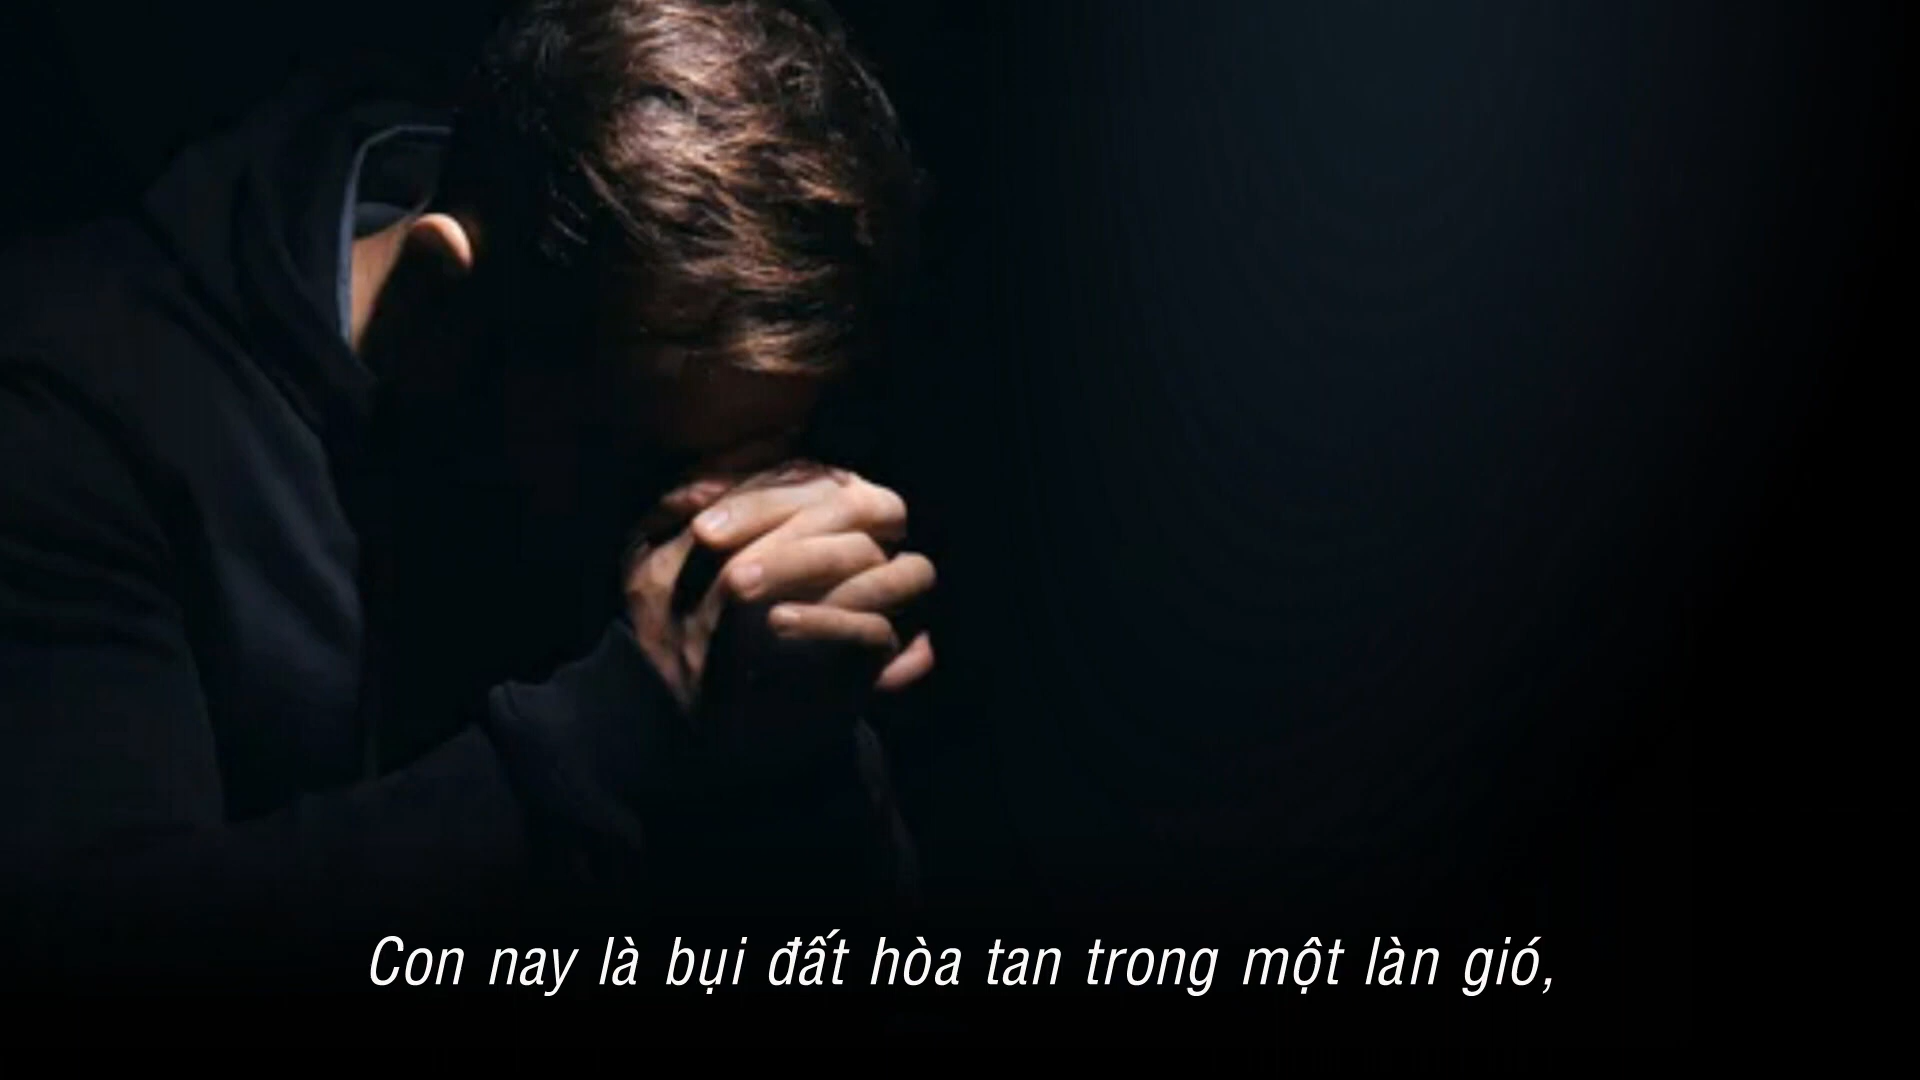 Con nay là bụi đất hòa tan trong một làn gió,